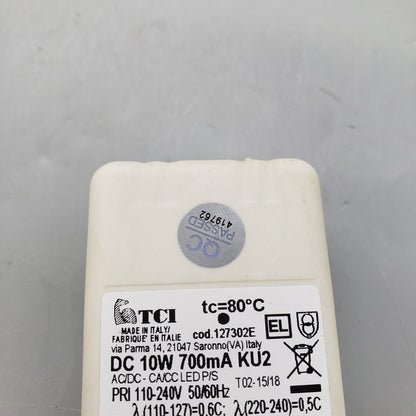 QC
PASSED
419762
TCI
tc=80°C
MADE IN ITALY/
FABRIQUÉ EN ITALIE
cod.127302E
EL
via Parma 14, 21047 Saronno(VA) Italy
DC 10W 700mA KU2
AC/DC - CA/CC LED P/S
T02-15/18
PRI 110-240V 50/60Hz
λ(110-127)=0.6C; λ(220-240)=0,5C